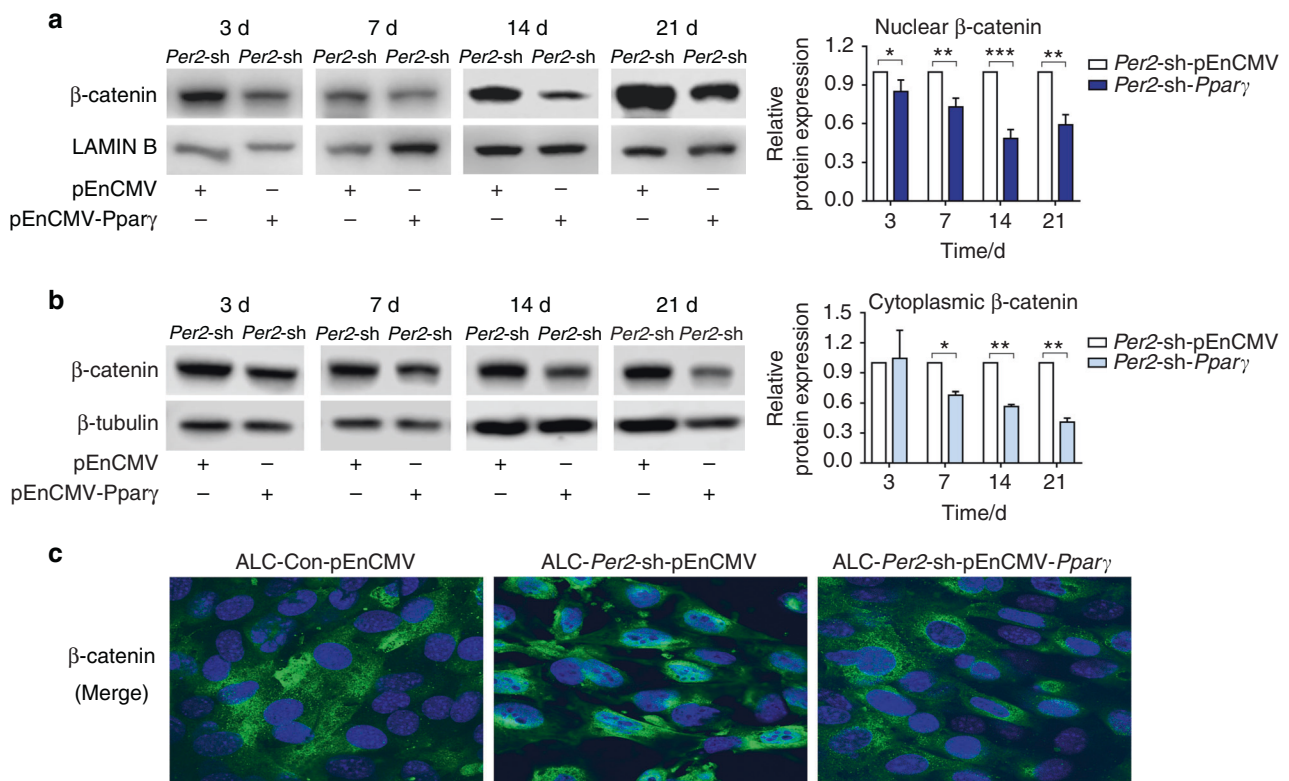 a
3 d 7 d 14 d 21 d
Per2-sh Per2-sh Per2-sh Per2-sh Per2-sh Per2-sh Per2-sh Per2-sh
β-catenin
LAMIN B
pEnCMV + – + – + – + –
pEnCMV-Pparγ – + – + – + – +
Nuclear β-catenin
Relative
protein expression
1.2
0.9
0.6
0.3
0.0
* ** *** **
3 7 14 21
Time/d
Per2-sh-pEnCMV
Per2-sh-Pparγ
b
3 d 7 d 14 d 21 d
Per2-sh Per2-sh Per2-sh Per2-sh Per2-sh Per2-sh Per2-sh Per2-sh
β-catenin
β-tubulin
pEnCMV + – + – + – + –
pEnCMV-Pparγ – + – + – + – +
Cytoplasmic β-catenin
Relative
protein expression
1.5
1.2
0.9
0.6
0.3
0.0
* ** **
3 7 14 21
Time/d
Per2-sh-pEnCMV
Per2-sh-Pparγ
c
ALC-Con-pEnCMV ALC-Per2-sh-pEnCMV ALC-Per2-sh-pEnCMV-Pparγ
β-catenin
(Merge)